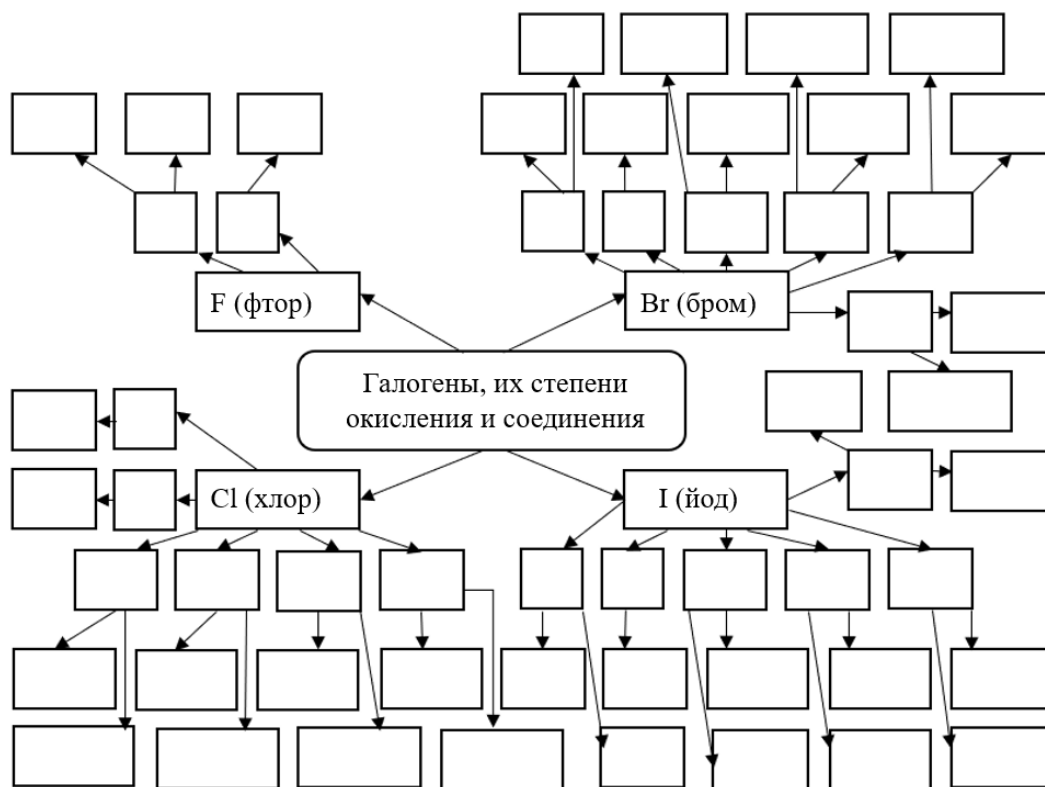 F (фтор)
Br (бром)
Галогены, их степени
окисления и соединения
Cl (хлор)
I (йод)